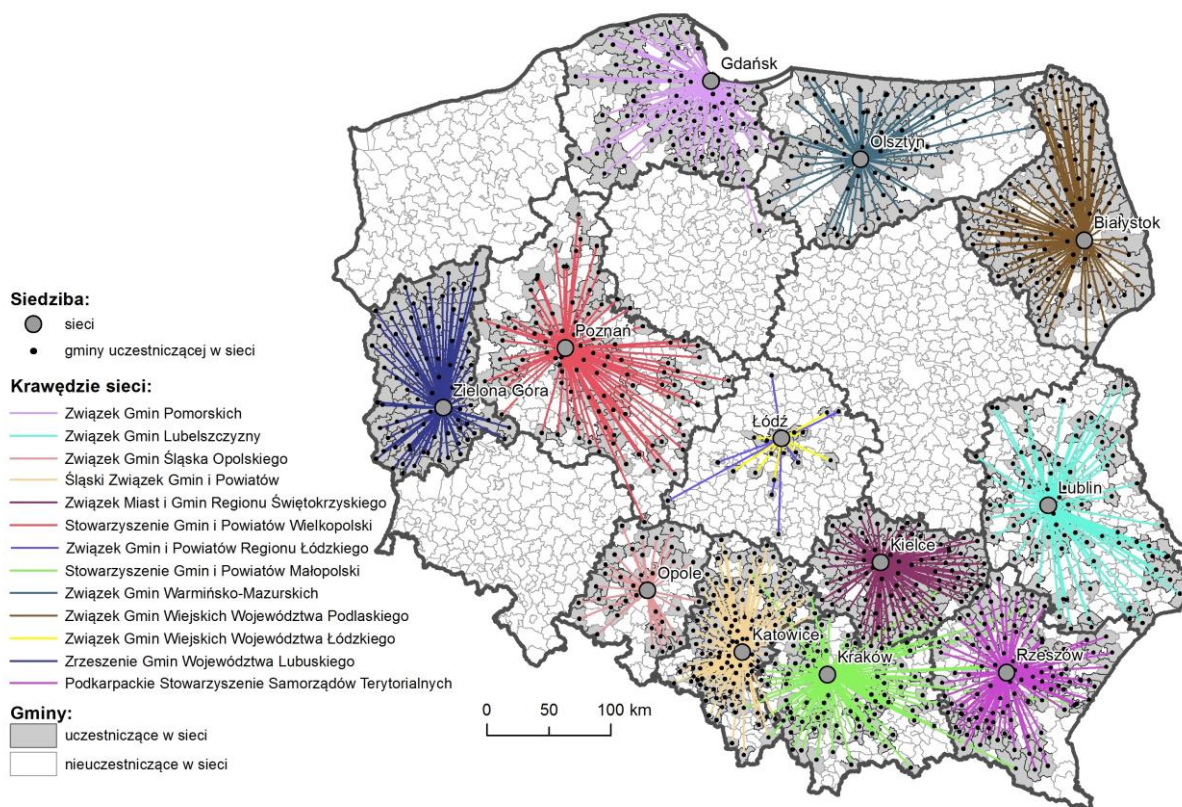 Gdańsk
Olsztyn
Białystok
Poznań
Zielona Góra
Łódź
Lublin
Kielce
Opole
Katowice
Kraków
Rzeszów
Siedziba:
sieci
gminy uczestniczącej w sieci
Krawędzie sieci:
Związek Gmin Pomorskich
Związek Gmin Lubelszczyzny
Związek Gmin Śląska Opolskiego
Śląski Związek Gmin i Powiatów
Związek Miast i Gmin Regionu Świętokrzyskiego
Stowarzyszenie Gmin i Powiatów Wielkopolski
Związek Gmin i Powiatów Regionu Łódzkiego
Stowarzyszenie Gmin i Powiatów Małopolski
Związek Gmin Warmińsko-Mazurskich
Związek Gmin Wiejskich Województwa Podlaskiego
Związek Gmin Wiejskich Województwa Łódzkiego
Zrzeszenie Gmin Województwa Lubuskiego
Podkarpackie Stowarzyszenie Samorządów Terytorialnych
Gminy:
uczestniczące w sieci
nieuczestniczące w sieci
0 50 100 km